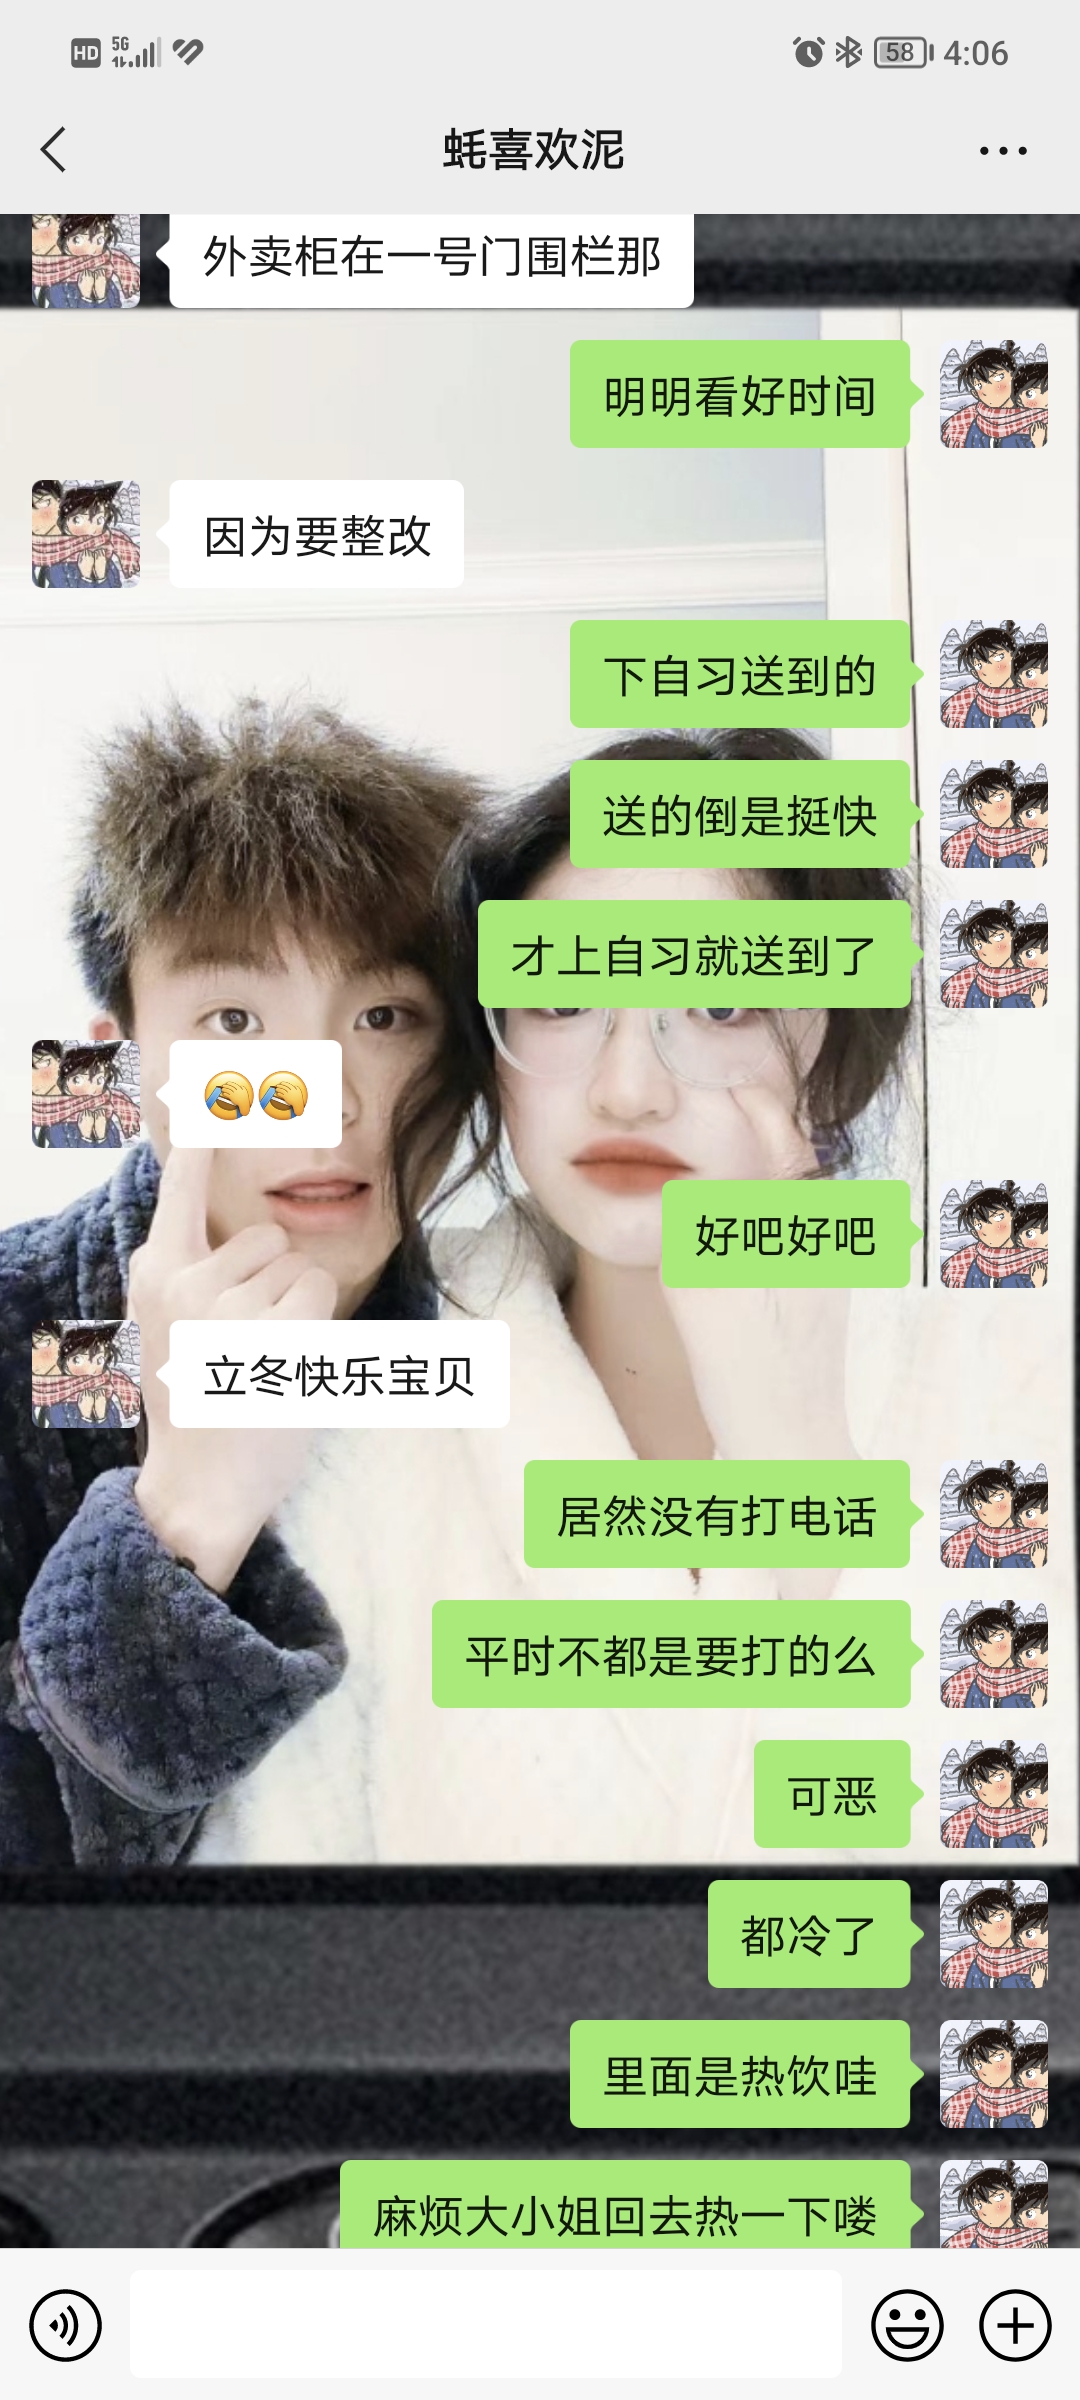 HD 5G 58 4:06
蚝喜欢泥
外卖柜在一号门围栏那
明明看好时间
因为要整改
下自习送到的
送的倒是挺快
才上自习就送到了
🤦🤦
好吧好吧
立冬快乐宝贝
居然没有打电话
平时不都是要打的么
可恶
都冷了
里面是热饮哇
麻烦大小姐回去热一下喽